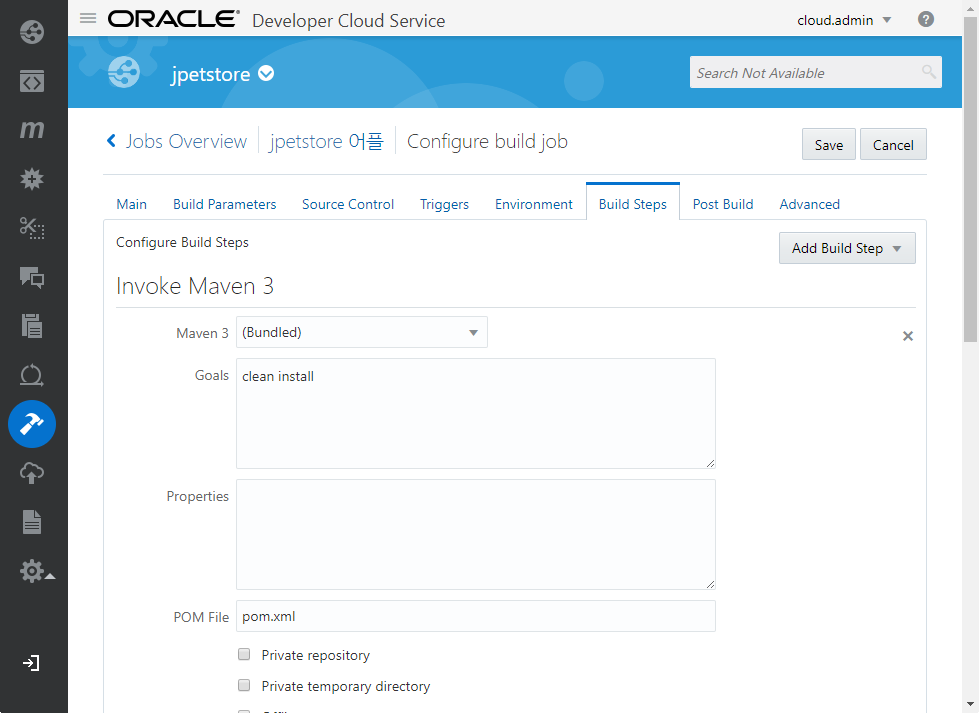 ORACLE® Developer Cloud Service
cloud.admin
jpetstore
Search Not Available
Jobs Overview jpetstore 어플 Configure build job
Save Cancel
Main Build Parameters Source Control Triggers Environment Build Steps Post Build Advanced
Configure Build Steps
Add Build Step
Invoke Maven 3
Maven 3 (Bundled)
Goals clean install
Properties
POM File pom.xml
Private repository
Private temporary directory